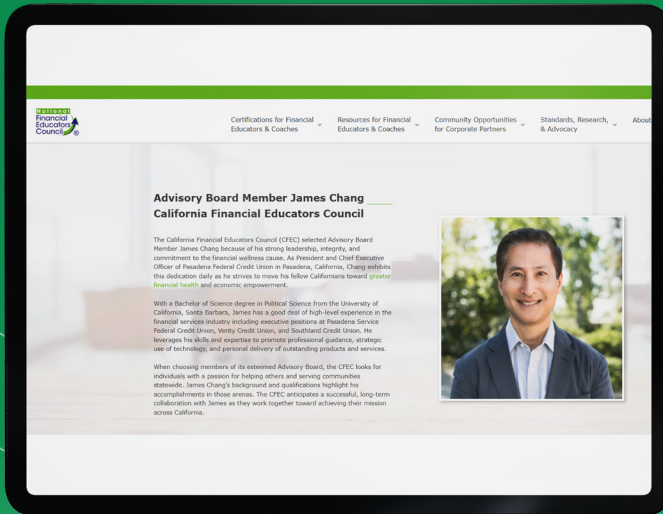 National
Financial
Educators
Council®
Certifications for Financial
Educators & Coaches
Resources for Financial
Educators & Coaches
Community Opportunities
for Corporate Partners
Standards, Research,
& Advocacy
About
Advisory Board Member James Chang
California Financial Educators Council
The California Financial Educators Council (CFEC) selected Advisory Board
Member James Chang because of his strong leadership, integrity, and
commitment to the financial wellness cause. As President and Chief Executive
Officer of Pasadena Federal Credit Union in Pasadena, California, Chang exhibits
this dedication daily as he strives to move his fellow Californians toward greater
financial health and economic empowerment.
With a Bachelor of Science degree in Political Science from the University of
California, Santa Barbara, James has a good deal of high-level experience in the
financial services industry including executive positions at Pasadena Service
Federal Credit Union, Verity Credit Union, and Southland Credit Union. He
leverages his skills and expertise to promote professional guidance, strategic
use of technology, and personal delivery of outstanding products and services.
When choosing members of its esteemed Advisory Board, the CFEC looks for
individuals with a passion for helping others and serving communities
statewide. James Chang's background and qualifications highlight his
accomplishments in those arenas. The CFEC anticipates a successful, long-term
collaboration with James as they work together toward achieving their mission
across California.